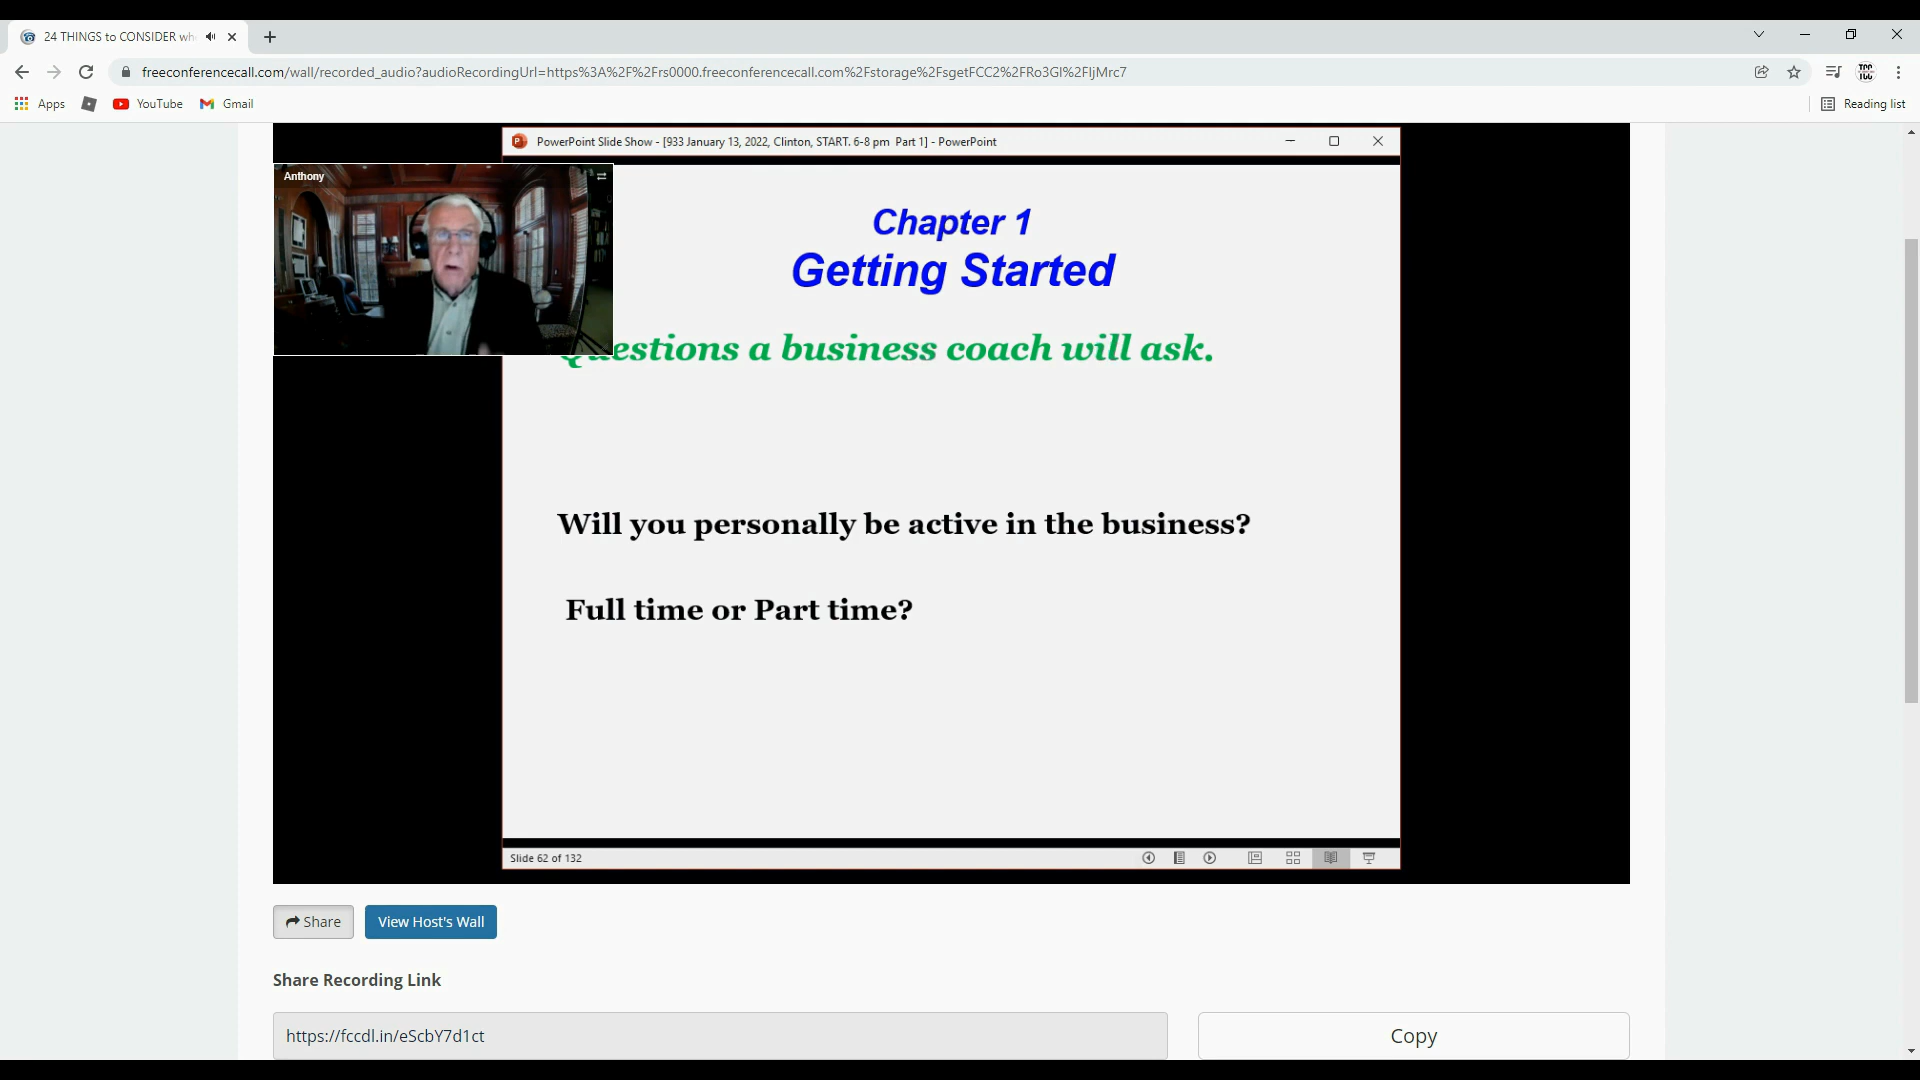 24 THINGS to CONSIDER wh
freeconferencecall.com/wall/recorded_audio?audioRecordingUrl=https%3A%2F%2Frs0000.freeconferencecall.com%2Fstorage%2FsgetFCC2%2FRo3Gl%2FIjMrc7
Apps
YouTube
Gmail
Reading list
PowerPoint Slide Show - [933 January 13, 2022, Clinton, START. 6-8 pm Part 1] - PowerPoint
Anthony
Chapter 1
Getting Started
Questions a business coach will ask.
Will you personally be active in the business?
Full time or Part time?
Slide 62 of 132
Share
View Host's Wall
Share Recording Link
https://fccdl.in/eScbY7d1ct
Copy